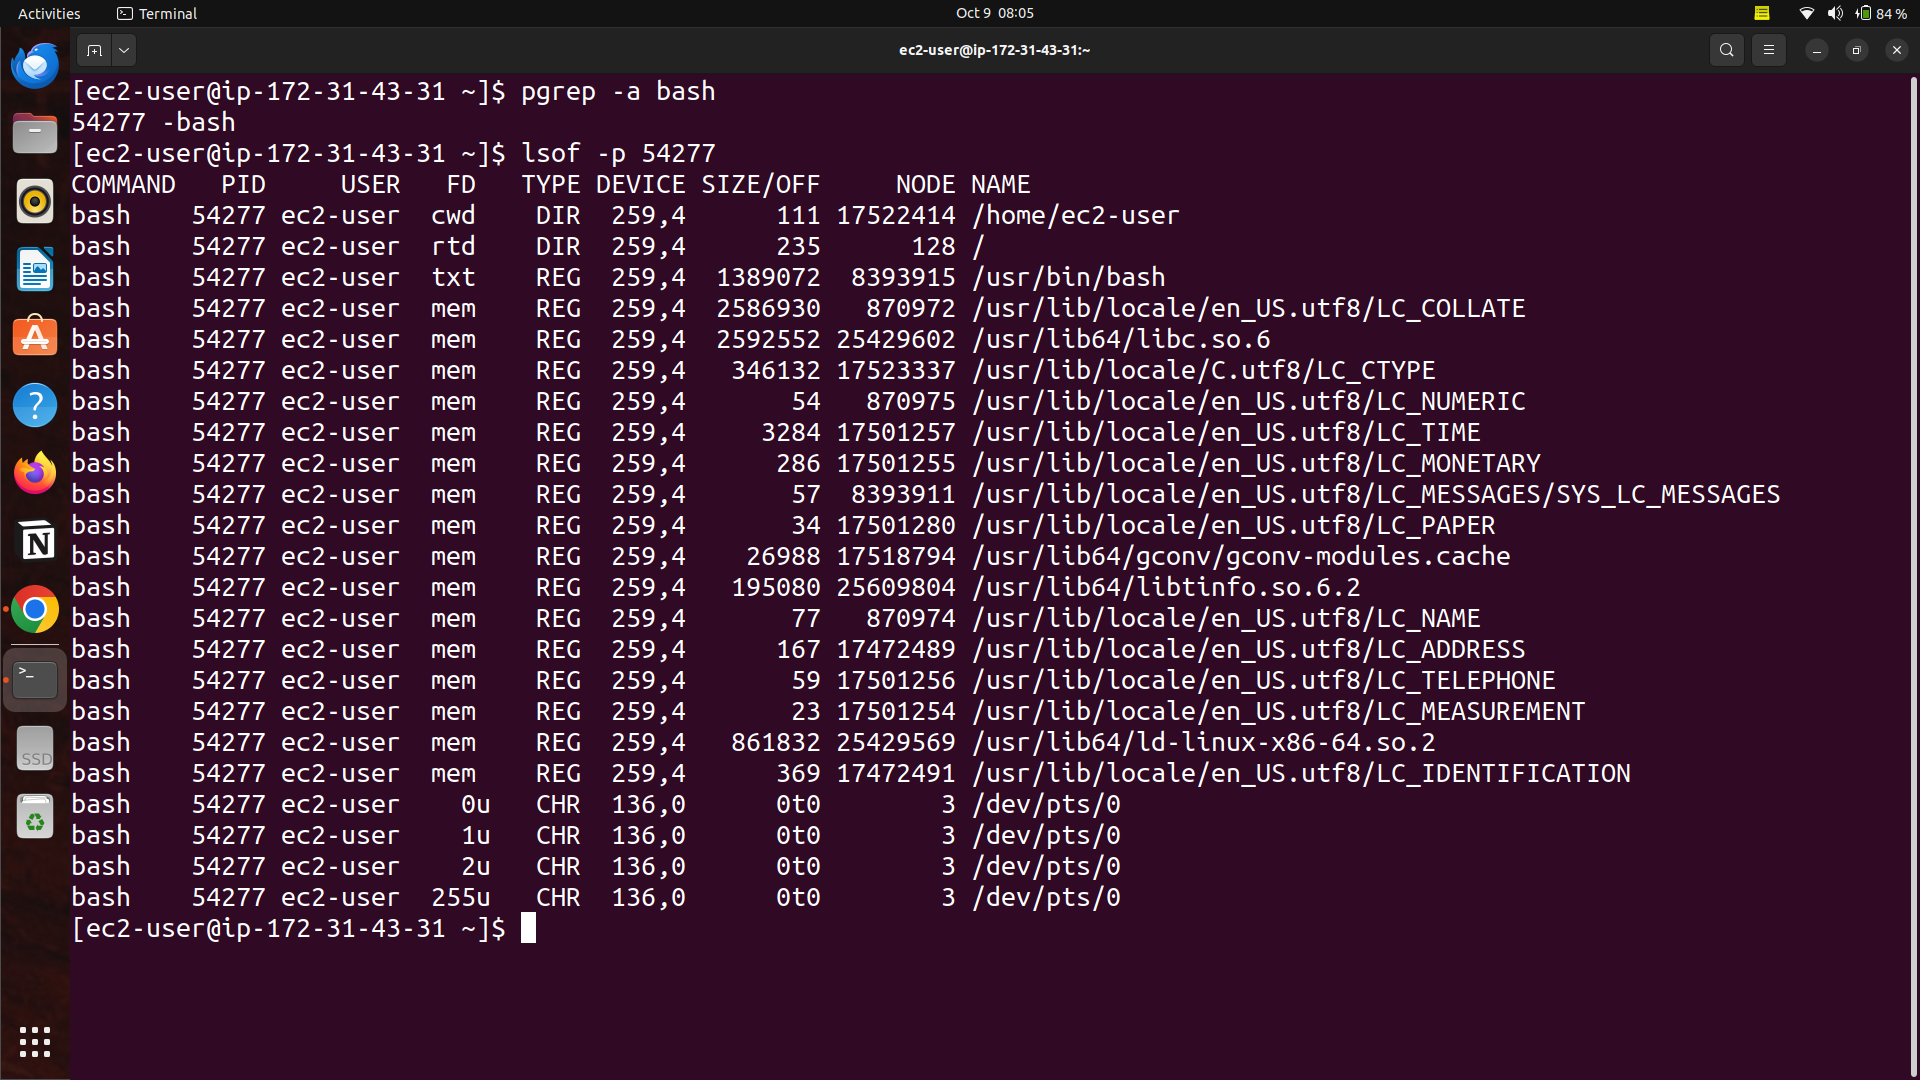 Activities Terminal Oct 9 08:05 84 %
ec2-user@ip-172-31-43-31:~
[ec2-user@ip-172-31-43-31 ~]$ pgrep -a bash
54277 -bash
[ec2-user@ip-172-31-43-31 ~]$ lsof -p 54277
COMMAND   PID     USER   FD   TYPE DEVICE SIZE/OFF     NODE NAME
bash    54277 ec2-user  cwd    DIR  259,4      111 17522414 /home/ec2-user
bash    54277 ec2-user  rtd    DIR  259,4      235      128 /
bash    54277 ec2-user  txt    REG  259,4  1389072  8393915 /usr/bin/bash
bash    54277 ec2-user  mem    REG  259,4  2586930   870972 /usr/lib/locale/en_US.utf8/LC_COLLATE
bash    54277 ec2-user  mem    REG  259,4  2592552 25429602 /usr/lib64/libc.so.6
bash    54277 ec2-user  mem    REG  259,4   346132 17523337 /usr/lib/locale/C.utf8/LC_CTYPE
bash    54277 ec2-user  mem    REG  259,4       54   870975 /usr/lib/locale/en_US.utf8/LC_NUMERIC
bash    54277 ec2-user  mem    REG  259,4     3284 17501257 /usr/lib/locale/en_US.utf8/LC_TIME
bash    54277 ec2-user  mem    REG  259,4      286 17501255 /usr/lib/locale/en_US.utf8/LC_MONETARY
bash    54277 ec2-user  mem    REG  259,4       57  8393911 /usr/lib/locale/en_US.utf8/LC_MESSAGES/SYS_LC_MESSAGES
bash    54277 ec2-user  mem    REG  259,4       34 17501280 /usr/lib/locale/en_US.utf8/LC_PAPER
bash    54277 ec2-user  mem    REG  259,4    26988 17518794 /usr/lib64/gconv/gconv-modules.cache
bash    54277 ec2-user  mem    REG  259,4   195080 25609804 /usr/lib64/libtinfo.so.6.2
bash    54277 ec2-user  mem    REG  259,4       77   870974 /usr/lib/locale/en_US.utf8/LC_NAME
bash    54277 ec2-user  mem    REG  259,4      167 17472489 /usr/lib/locale/en_US.utf8/LC_ADDRESS
bash    54277 ec2-user  mem    REG  259,4       59 17501256 /usr/lib/locale/en_US.utf8/LC_TELEPHONE
bash    54277 ec2-user  mem    REG  259,4       23 17501254 /usr/lib/locale/en_US.utf8/LC_MEASUREMENT
bash    54277 ec2-user  mem    REG  259,4   861832 25429569 /usr/lib64/ld-linux-x86-64.so.2
bash    54277 ec2-user  mem    REG  259,4      369 17472491 /usr/lib/locale/en_US.utf8/LC_IDENTIFICATION
bash    54277 ec2-user    0u   CHR  136,0      0t0        3 /dev/pts/0
bash    54277 ec2-user    1u   CHR  136,0      0t0        3 /dev/pts/0
bash    54277 ec2-user    2u   CHR  136,0      0t0        3 /dev/pts/0
bash    54277 ec2-user  255u   CHR  136,0      0t0        3 /dev/pts/0
[ec2-user@ip-172-31-43-31 ~]$
SSD